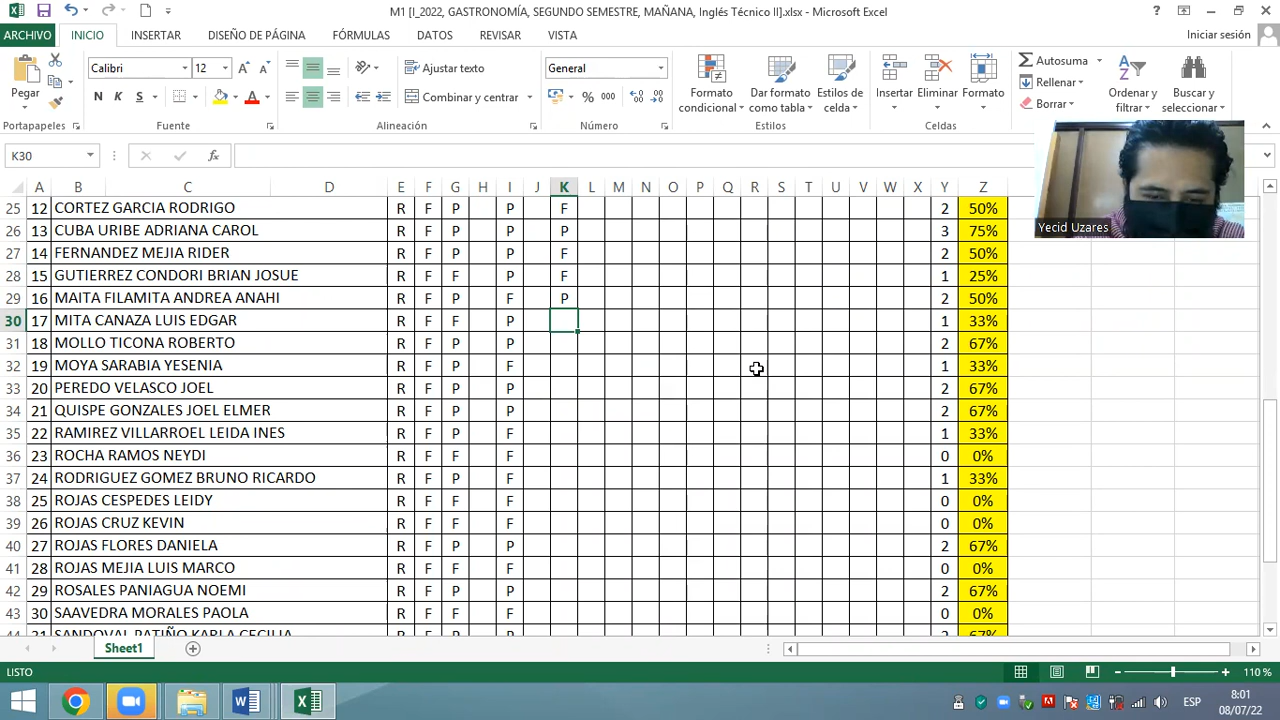 M1 [I_2022, GASTRONOMÍA, SEGUNDO SEMESTRE, MAÑANA, Inglés Técnico II].xlsx - Microsoft Excel
ARCHIVO INICIO INSERTAR DISEÑO DE PÁGINA FÓRMULAS DATOS REVISAR VISTA Iniciar sesión
Calibri 12 Ajustar texto General Autosuma
Pegar N K S Combinar y centrar % 000 Formato condicional Dar formato como tabla Estilos de celda Insertar Eliminar Formato Rellenar Borrar Ordenar y filtrar Buscar y seleccionar
Portapapeles Fuente Alineación Número Estilos Celdas Modificar
K30 fx
Yecid Uzares
A B C D E F G H I J K L M N O P Q R S T U V W X Y Z
25 12 CORTEZ GARCIA RODRIGO R F P P F 2 50%
26 13 CUBA URIBE ADRIANA CAROL R F P P P 3 75%
27 14 FERNANDEZ MEJIA RIDER R F P P F 2 50%
28 15 GUTIERREZ CONDORI BRIAN JOSUE R F F P F 1 25%
29 16 MAITA FILAMITA ANDREA ANAHI R F P F P 2 50%
30 17 MITA CANAZA LUIS EDGAR R F F P 1 33%
31 18 MOLLO TICONA ROBERTO R F P P 2 67%
32 19 MOYA SARABIA YESENIA R F P F 1 33%
33 20 PEREDO VELASCO JOEL R F P P 2 67%
34 21 QUISPE GONZALES JOEL ELMER R F P P 2 67%
35 22 RAMIREZ VILLARROEL LEIDA INES R F P F 1 33%
36 23 ROCHA RAMOS NEYDI R F F F 0 0%
37 24 RODRIGUEZ GOMEZ BRUNO RICARDO R F P F 1 33%
38 25 ROJAS CESPEDES LEIDY R F F F 0 0%
39 26 ROJAS CRUZ KEVIN R F F F 0 0%
40 27 ROJAS FLORES DANIELA R F P P 2 67%
41 28 ROJAS MEJIA LUIS MARCO R F F F 0 0%
42 29 ROSALES PANIAGUA NOEMI R F P P 2 67%
43 30 SAAVEDRA MORALES PAOLA R F F F 0 0%
44 31 SANDOVAL PATIÑO KARLA CECILIA 2 67%
Sheet1
LISTO 110 %
ESP 8:01
08/07/22